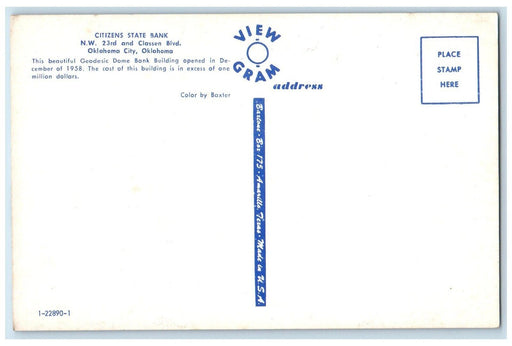 CITIZENS STATE BANK
N.W. 23rd and Classen Blvd.
Oklahoma City, Oklahoma
This beautiful Geodesic Dome Bank Building opened in De-
cember of 1958. The cost of this building is in excess of one
million dollars.
Color by Baxter
VIEW
GRAM
address
PLACE
STAMP
HERE
Baxtone · Box 175 · Amarillo, Texas · Made in U.S.A.
1-22890-1